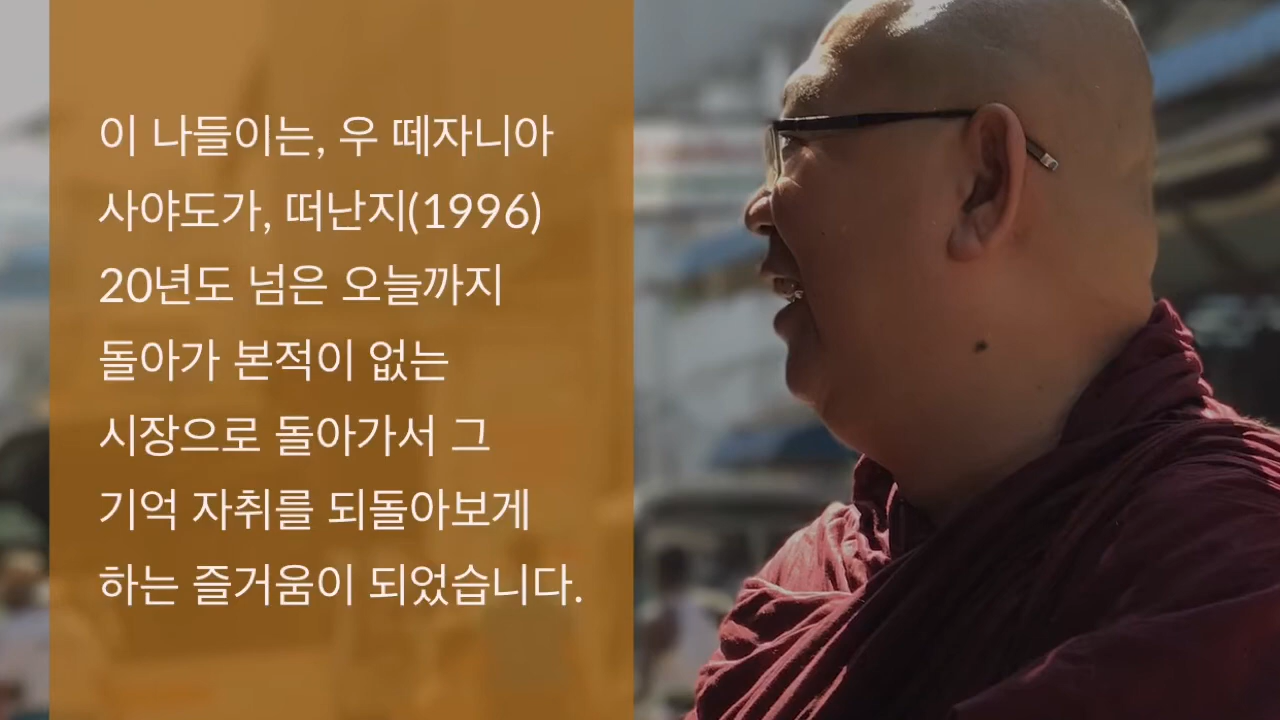 이 나들이는, 우 떼자니아
사야도가, 떠난지(1996)
20년도 넘은 오늘까지
돌아가 본적이 없는
시장으로 돌아가서 그
기억 자취를 되돌아보게
하는 즐거움이 되었습니다.